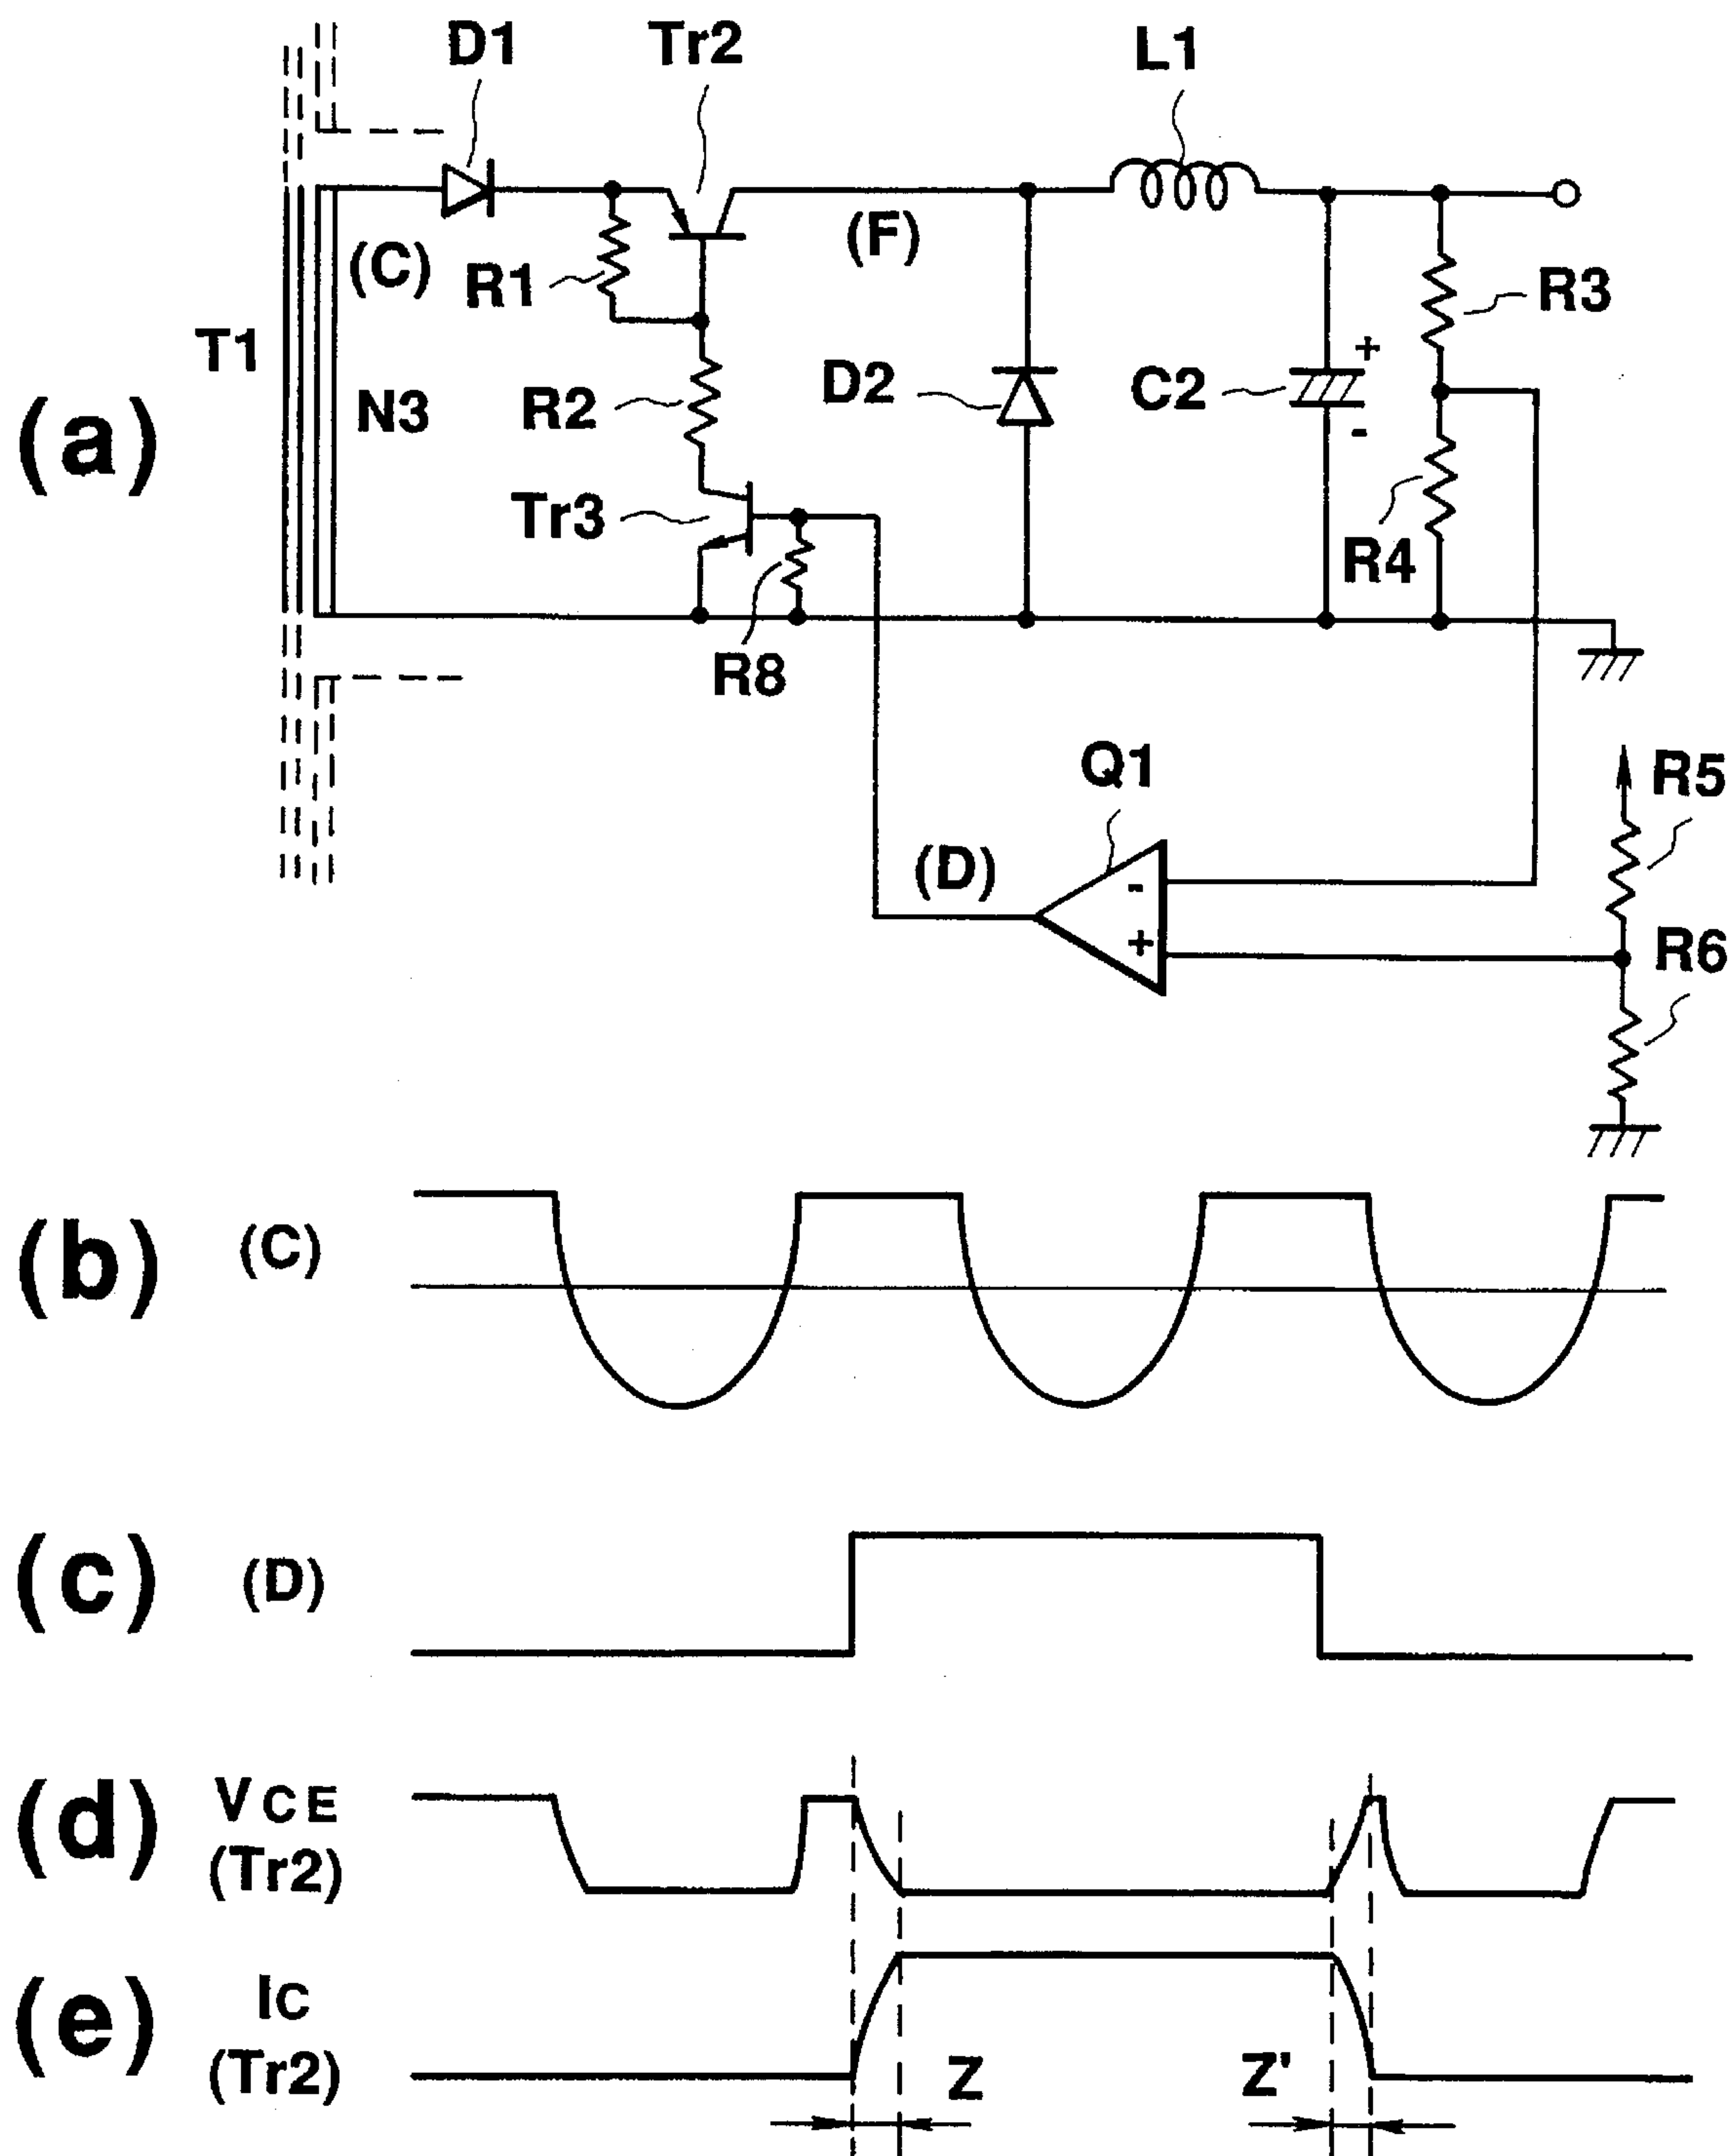 D1 Tr2 L1
(C) R1 (F) R3
T1
(a) N3 R2 D2 C2 +
-
Tr3 R4
R8
Q1 R5
(D) -
+ R6
(b) (C)
(c) (D)
(d) VCE
(Tr2)
(e) IC
(Tr2) Z Z'